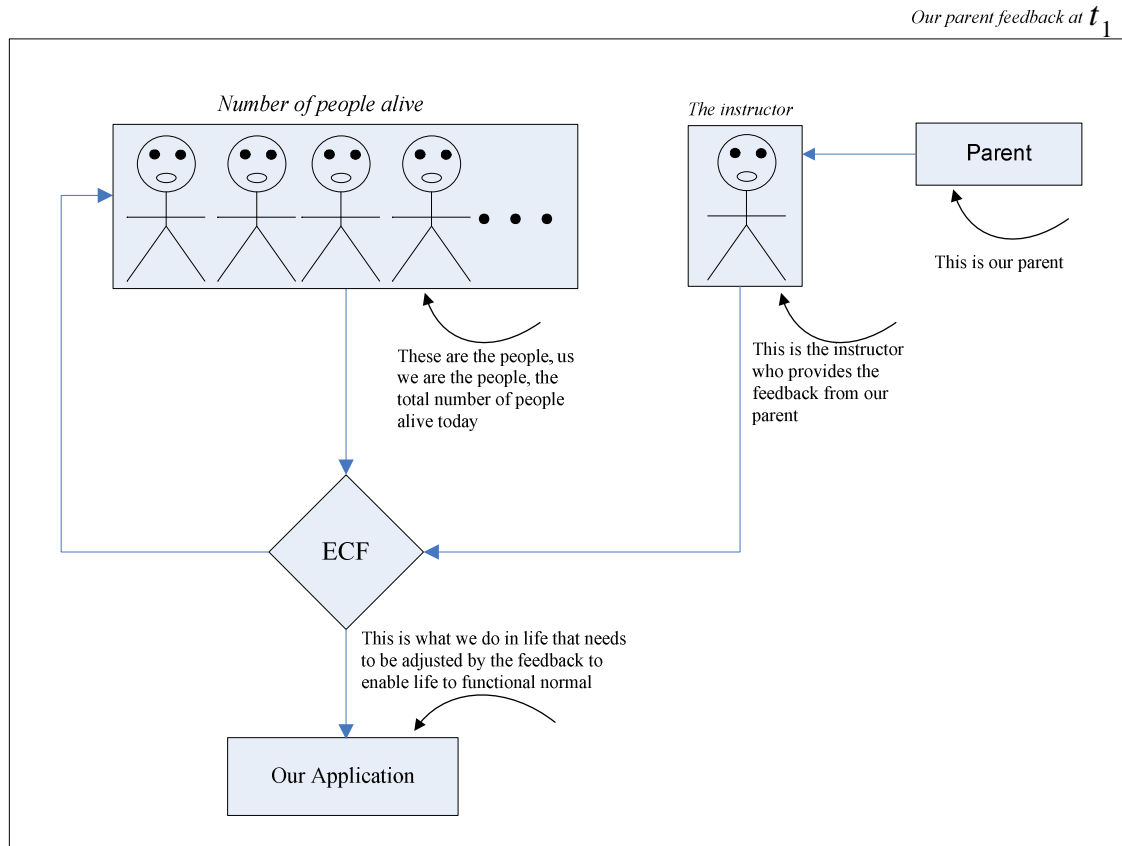 Our parent feedback at t1
Number of people alive
The instructor
Parent
This is our parent
These are the people, us
we are the people, the
total number of people
alive today
This is the instructor
who provides the
feedback from our
parent
ECF
This is what we do in life that needs
to be adjusted by the feedback to
enable life to functional normal
Our Application